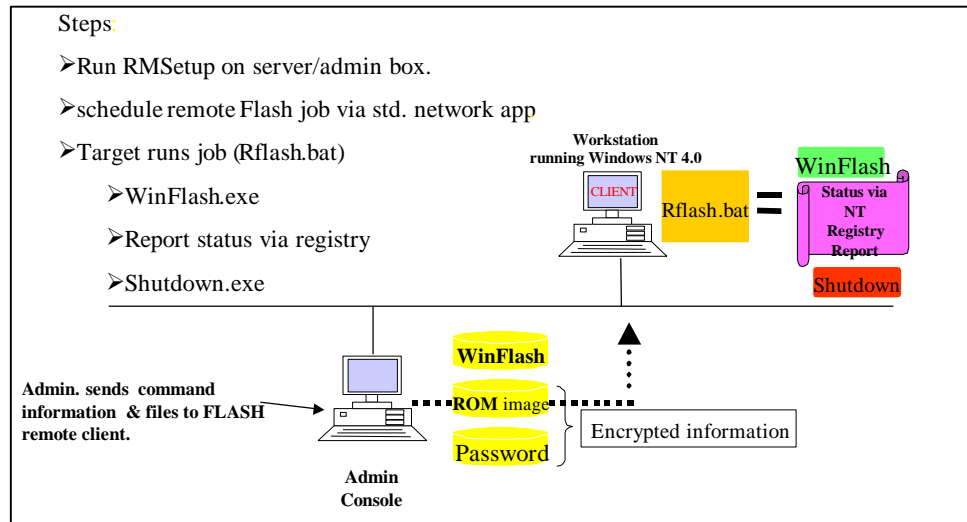 Steps:
➢Run RMSetup on server/admin box.
➢schedule remote Flash job via std. network app
➢Target runs job (Rflash.bat)
➢WinFlash.exe
➢Report status via registry
➢Shutdown.exe
Workstation
running Windows NT 4.0
CLIENT
Rflash.bat
=
WinFlash
Status via
NT
Registry
Report
Shutdown
Admin. sends command
information & files to FLASH
remote client.
Admin
Console
WinFlash
ROM image
Password
Encrypted information